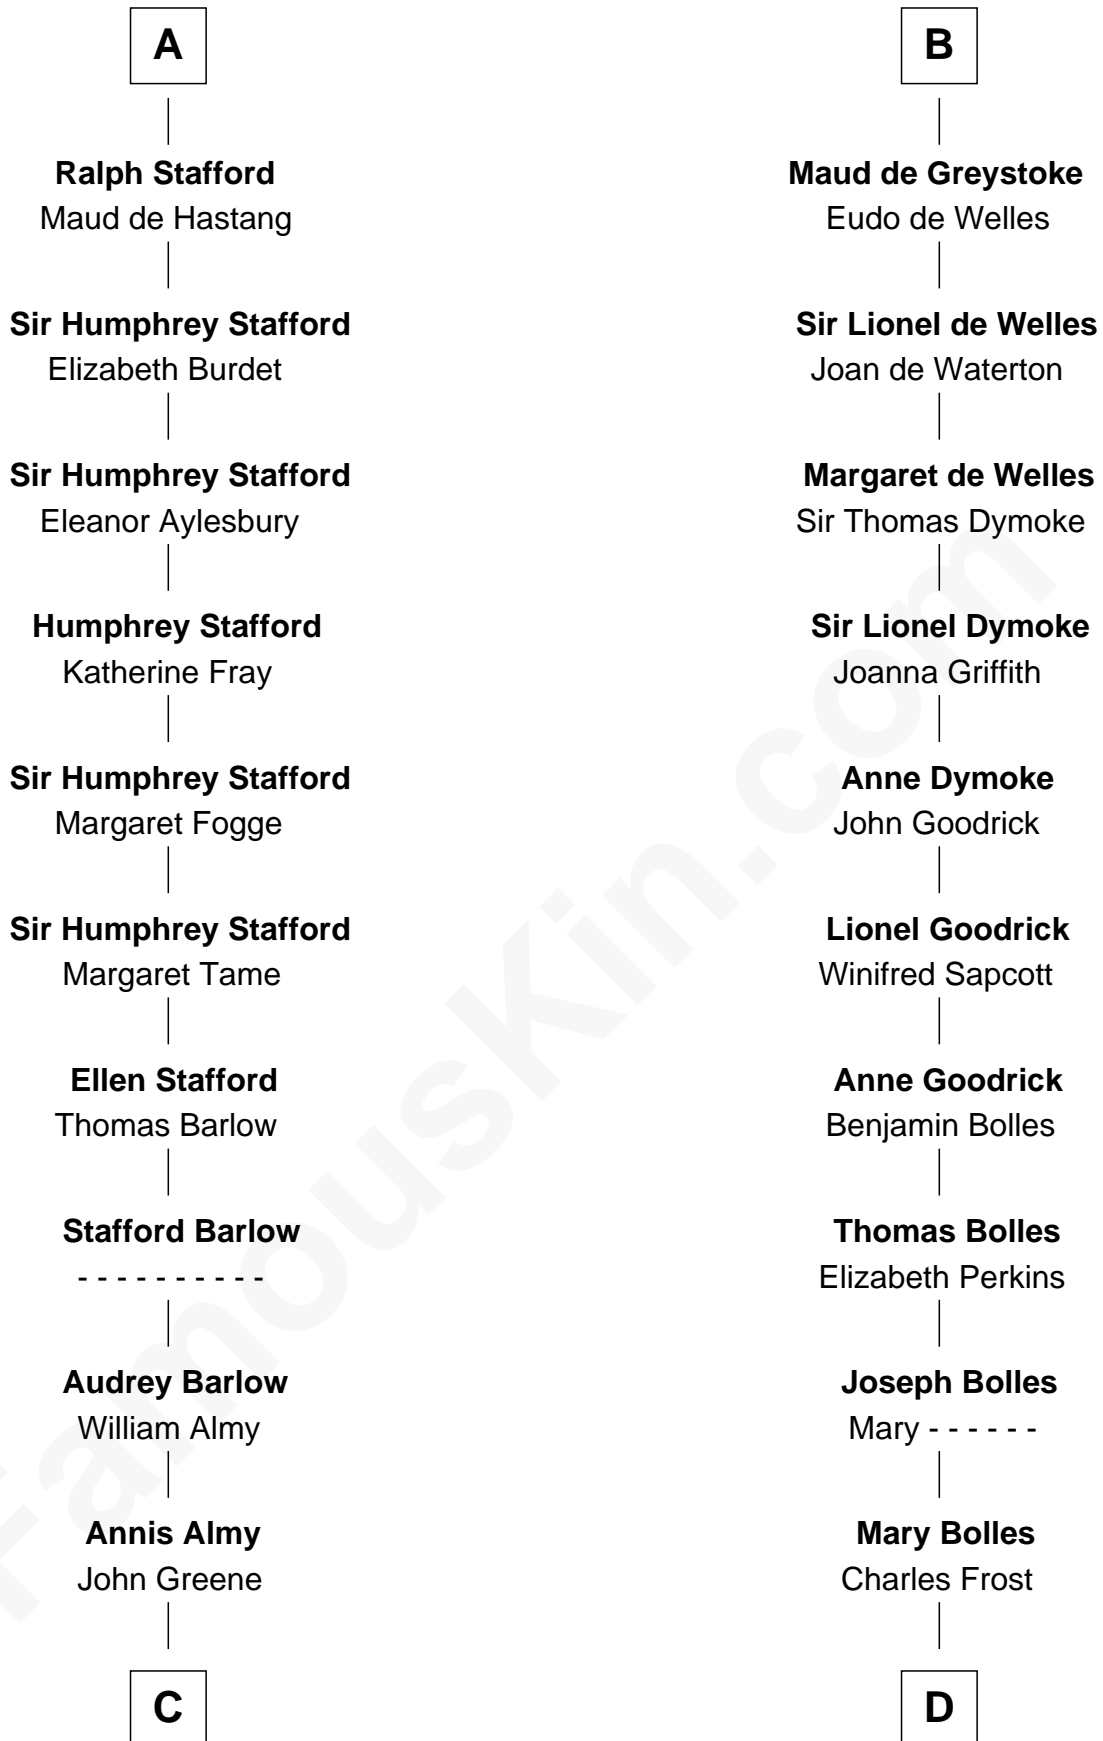 A
Ralph Stafford
Maud de Hastang
Sir Humphrey Stafford
Elizabeth Burdet
Sir Humphrey Stafford
Eleanor Aylesbury
Humphrey Stafford
Katherine Fray
Sir Humphrey Stafford
Margaret Fogge
Sir Humphrey Stafford
Margaret Tame
Ellen Stafford
Thomas Barlow
Stafford Barlow
- - - - - - - - - -
Audrey Barlow
William Almy
Annis Almy
John Greene
C
B
Maud de Greystoke
Eudo de Welles
Sir Lionel de Welles
Joan de Waterton
Margaret de Welles
Sir Thomas Dymoke
Sir Lionel Dymoke
Joanna Griffith
Anne Dymoke
John Goodrick
Lionel Goodrick
Winifred Sapcott
Anne Goodrick
Benjamin Bolles
Thomas Bolles
Elizabeth Perkins
Joseph Bolles
Mary - - - - - -
Mary Bolles
Charles Frost
D
FamousKin.com